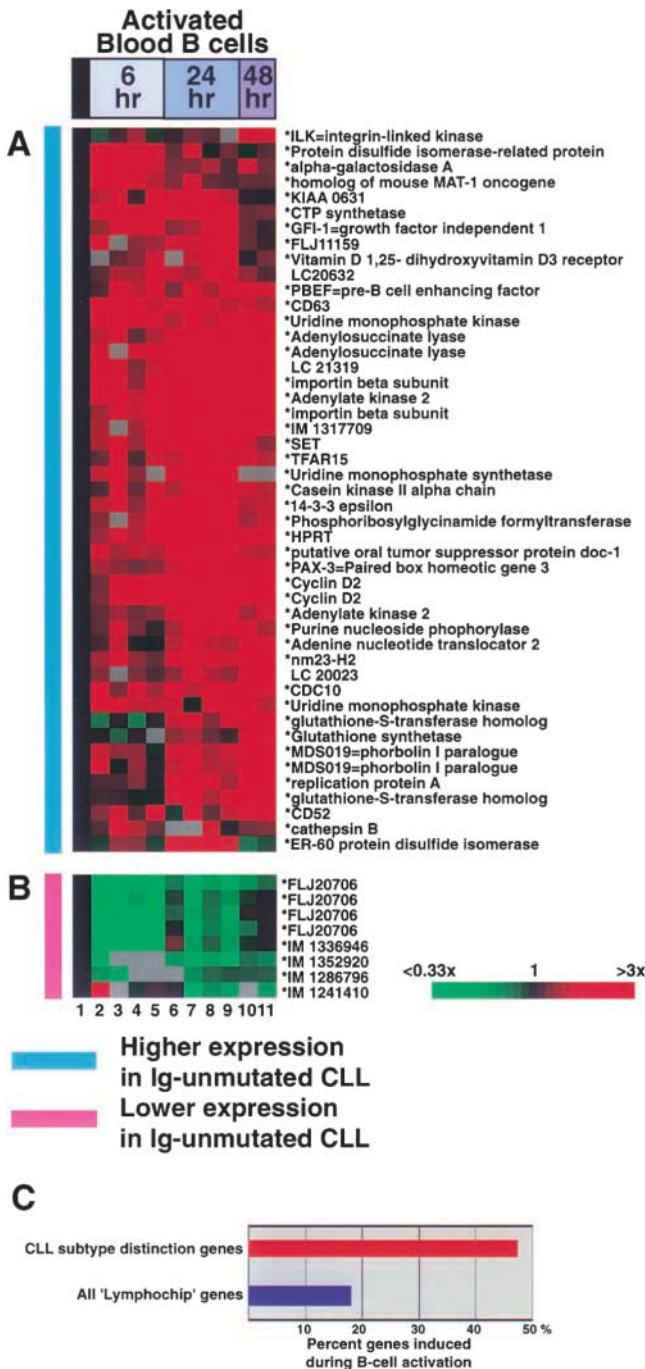 Activated
Blood B cells
6 hr 24 hr 48 hr
A
*ILK=integrin-linked kinase
*Protein disulfide isomerase-related protein
*alpha-galactosidase A
*homolog of mouse MAT-1 oncogene
*KIAA 0631
*CTP synthetase
*GFI-1=growth factor independent 1
*FLJ11159
*Vitamin D 1,25- dihydroxyvitamin D3 receptor
LC20632
*PBEF=pre-B cell enhancing factor
*CD63
*Uridine monophosphate kinase
*Adenylosuccinate lyase
*Adenylosuccinate lyase
LC 21319
*importin beta subunit
*Adenylate kinase 2
*importin beta subunit
*IM 1317709
*SET
*TFAR15
*Uridine monophosphate synthetase
*Casein kinase II alpha chain
*14-3-3 epsilon
*Phosphoribosylglycinamide formyltransferase
*HPRT
*putative oral tumor suppressor protein doc-1
*PAX-3=Paired box homeotic gene 3
*Cyclin D2
*Cyclin D2
*Adenylate kinase 2
*Purine nucleoside phophorylase
*Adenine nucleotide translocator 2
*nm23-H2
LC 20023
*CDC10
*Uridine monophosphate kinase
*glutathione-S-transferase homolog
*Glutathione synthetase
*MDS019=phorbolin I paralogue
*MDS019=phorbolin I paralogue
*replication protein A
*glutathione-S-transferase homolog
*CD52
*cathepsin B
*ER-60 protein disulfide isomerase
B
*FLJ20706
*FLJ20706
*FLJ20706
*FLJ20706
*IM 1336946
*IM 1352920
*IM 1286796
*IM 1241410
<0.33x 1 >3x
1 2 3 4 5 6 7 8 9 10 11
Higher expression
in Ig-unmutated CLL
Lower expression
in Ig-unmutated CLL
C
CLL subtype distinction genes
All 'Lymphochip' genes
10 20 30 40 50 %
Percent genes induced
during B-cell activation